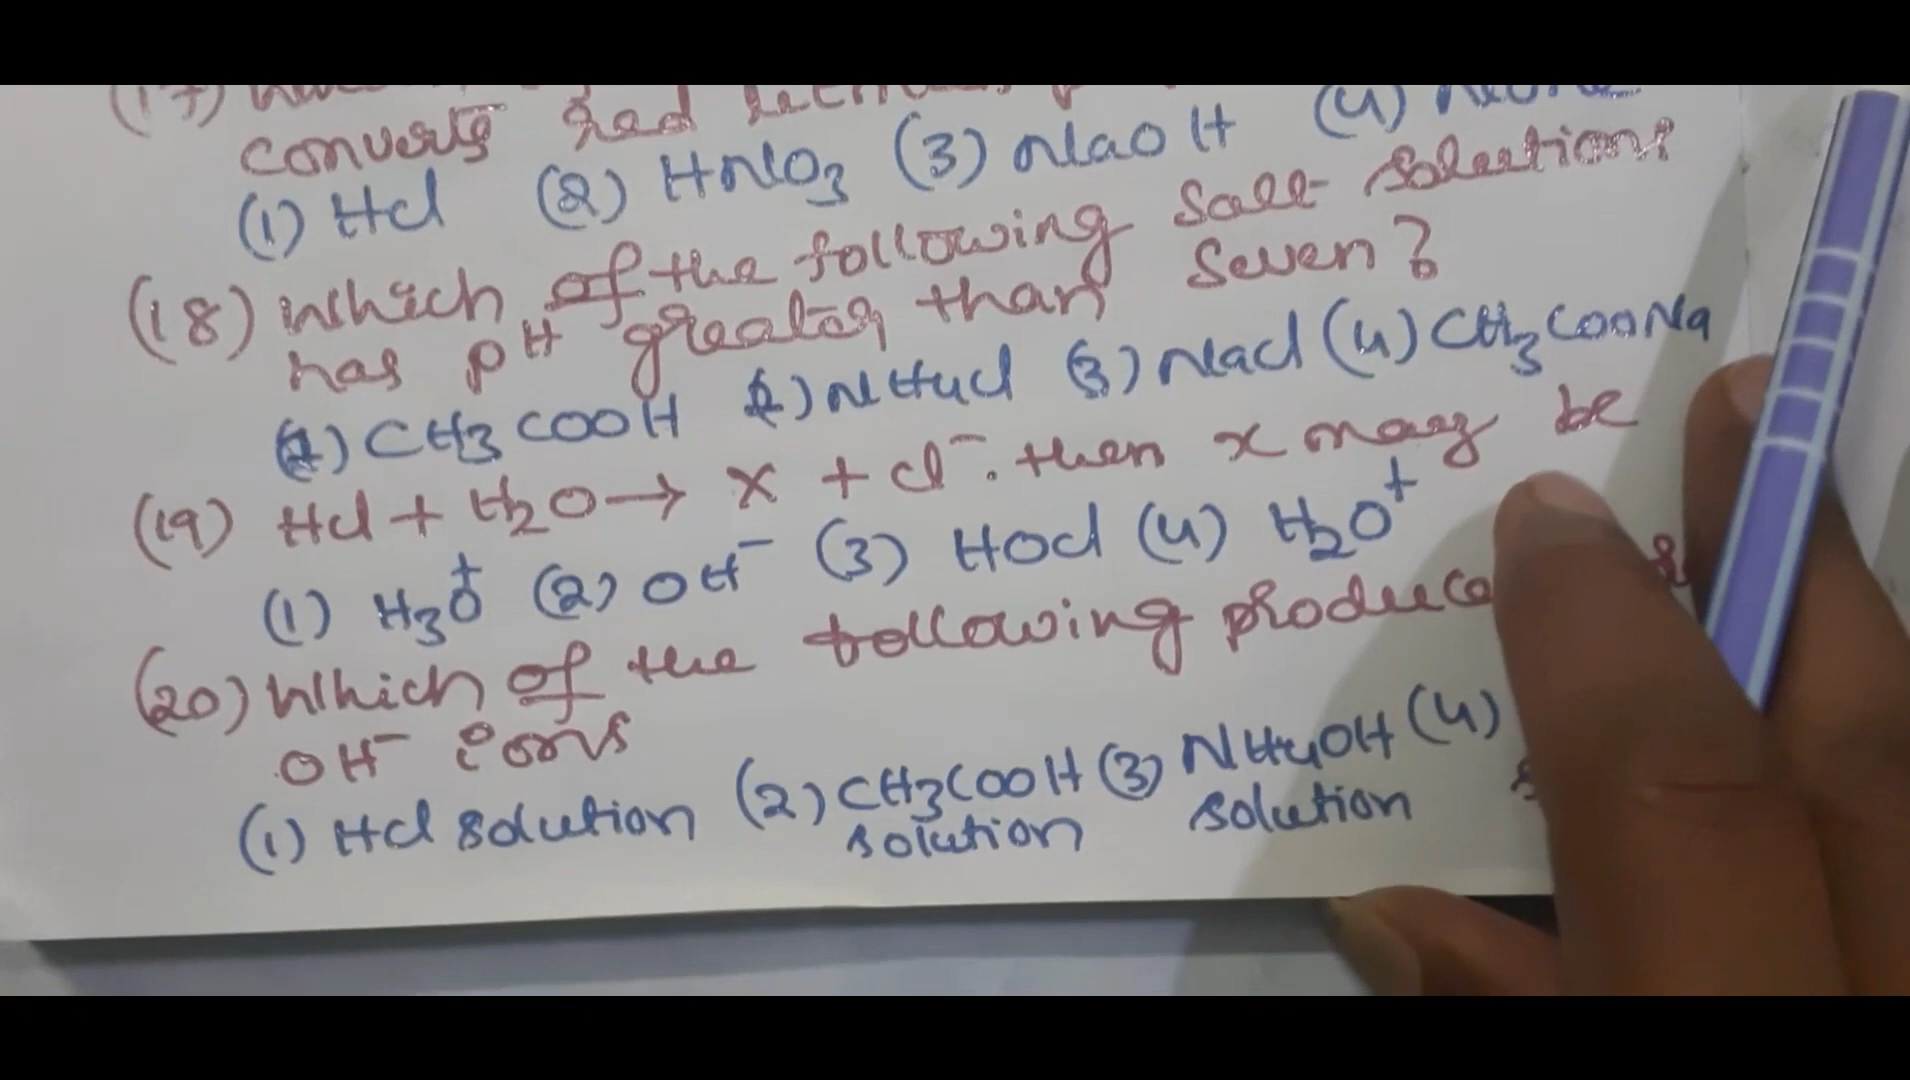 (17)
converts red
(1) Hcl (2) HNO3 (3) NaoH (4)
(18) Which of the following salt solutions
has pH greater than seven?
(1) CH3COOH (2) NH4cl (3) Nacl (4) CH3COONa
(19) Hcl + H2O → X + cl⁻. then x may be
(1) H3O⁺ (2) OH⁻ (3) HOcl (4) H2O⁺
(20) Which of the following
OH⁻ ions
(1) Hcl solution (2) CH3COOH solution (3) NH4OH solution (4)